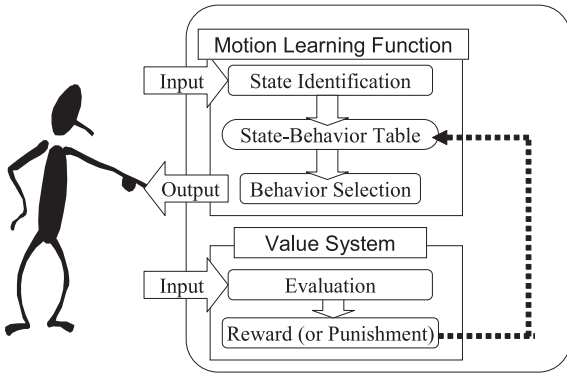 Motion Learning Function
Input
State Identification
State-Behavior Table
Output
Behavior Selection
Value System
Input
Evaluation
Reward (or Punishment)